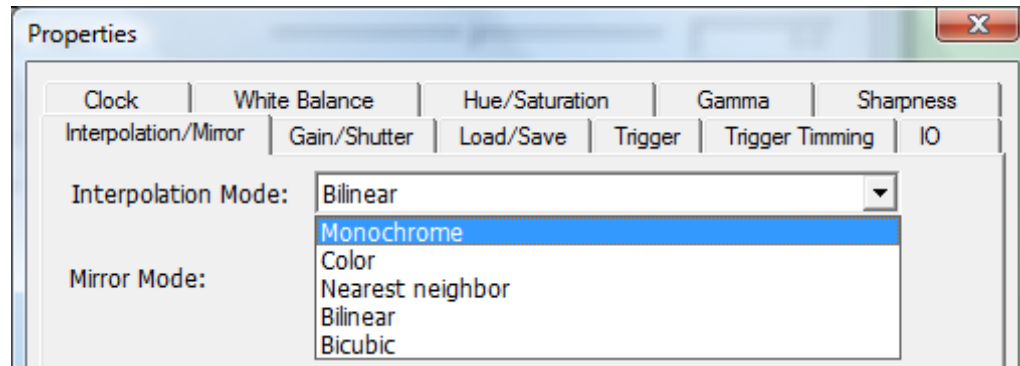 Properties
Clock White Balance Hue/Saturation Gamma Sharpness
Interpolation/Mirror Gain/Shutter Load/Save Trigger Trigger Timming IO
Interpolation Mode: Bilinear
Monochrome
Color
Mirror Mode:
Nearest neighbor
Bilinear
Bicubic